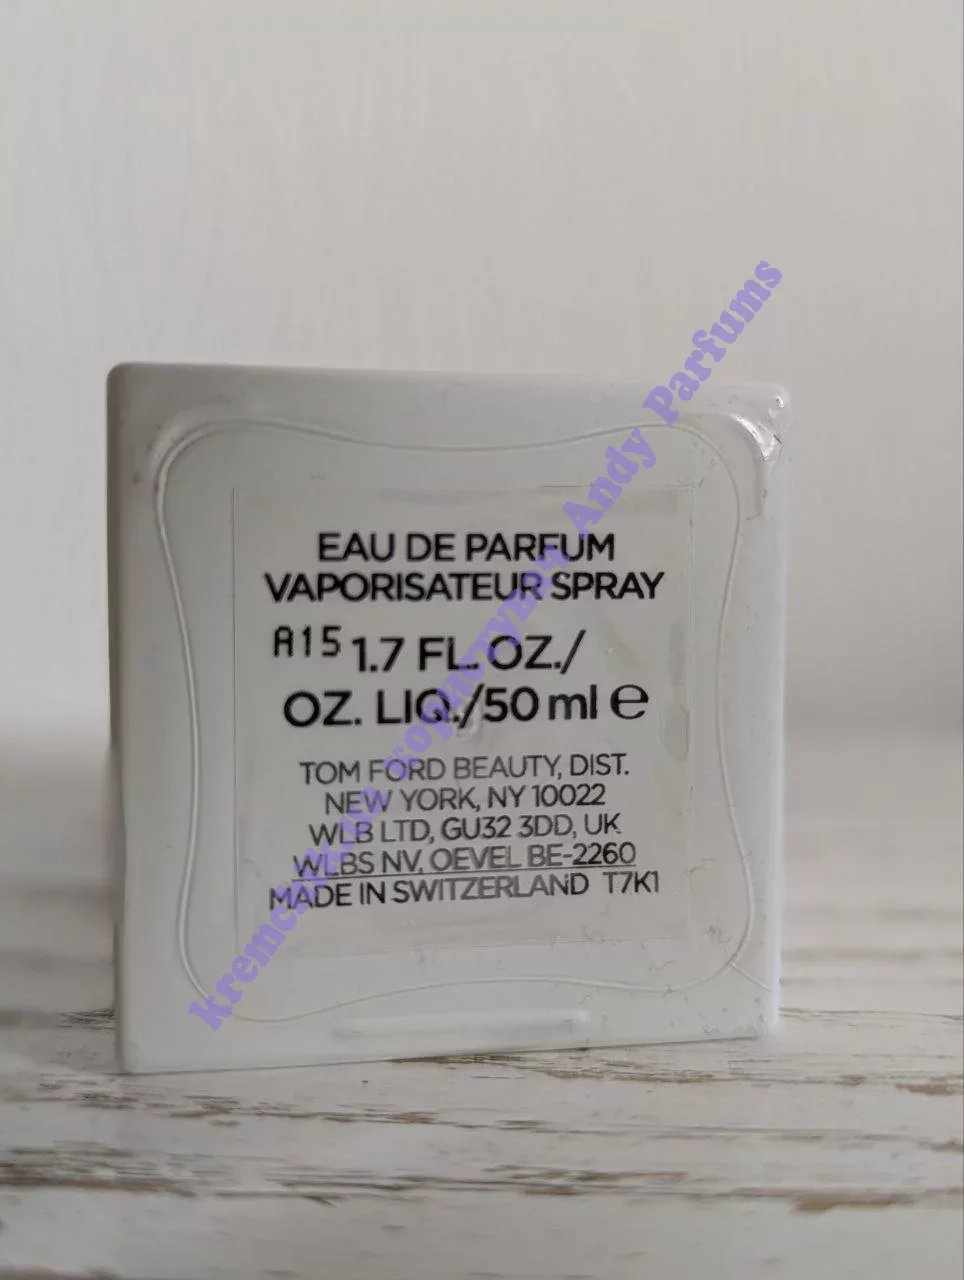 EAU DE PARFUM
VAPORISATEUR SPRAY
A15 1.7 FL. OZ./
OZ. LIQ./50 ml ℮
TOM FORD BEAUTY, DIST.
NEW YORK, NY 10022
WLB LTD, GU32 3DD, UK
WLBS NV, OEVEL BE-2260
MADE IN SWITZERLAND T7K1
Andy Parfums